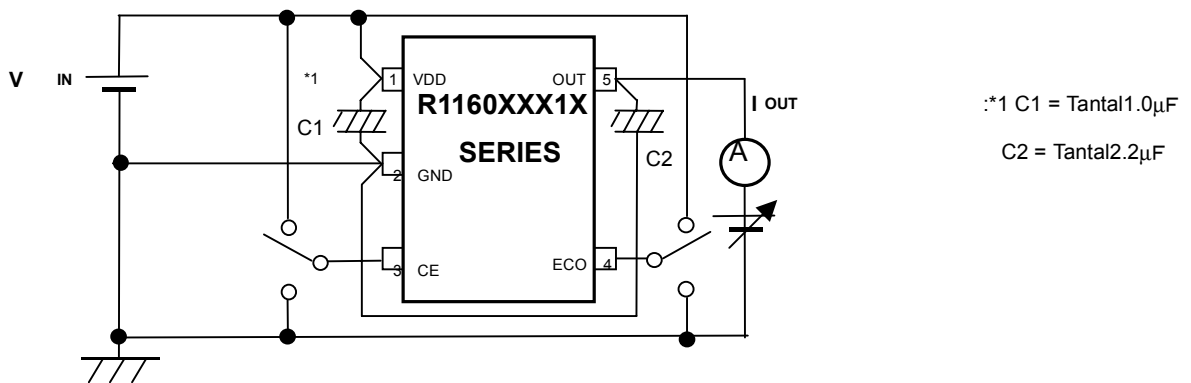 V IN
*1
C1
1 VDD
OUT 5
R1160XXX1X
SERIES
2 GND
C2
3 CE
ECO 4
I OUT
A
:*1 C1 = Tantal1.0µF
C2 = Tantal2.2µF